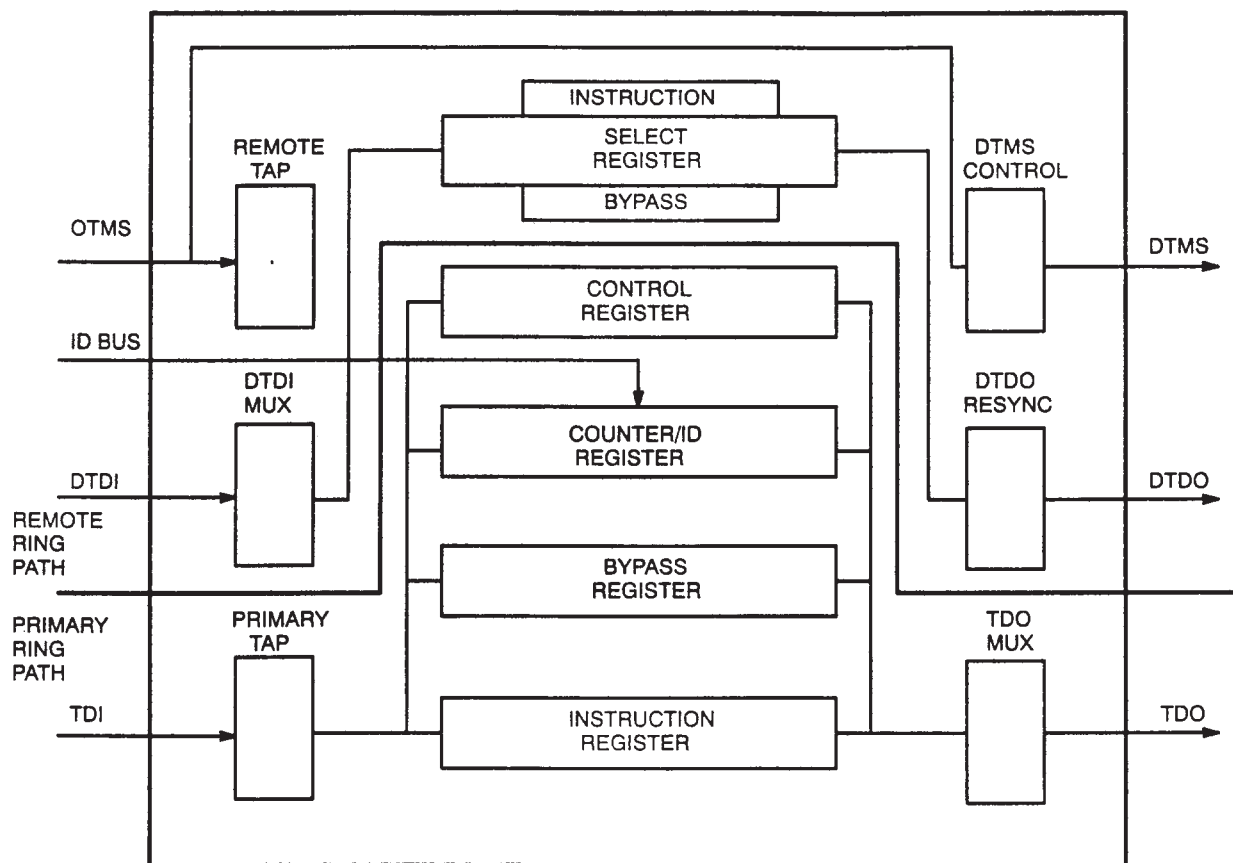 INSTRUCTION
SELECT
REGISTER
BYPASS
REMOTE
TAP
DTMS
CONTROL
OTMS
DTMS
CONTROL
REGISTER
ID BUS
DTDI
MUX
DTDO
RESYNC
COUNTER/ID
REGISTER
DTDI
DTDO
REMOTE
RING
PATH
BYPASS
REGISTER
PRIMARY
RING
PATH
PRIMARY
TAP
TDO
MUX
TDI
INSTRUCTION
REGISTER
TDO